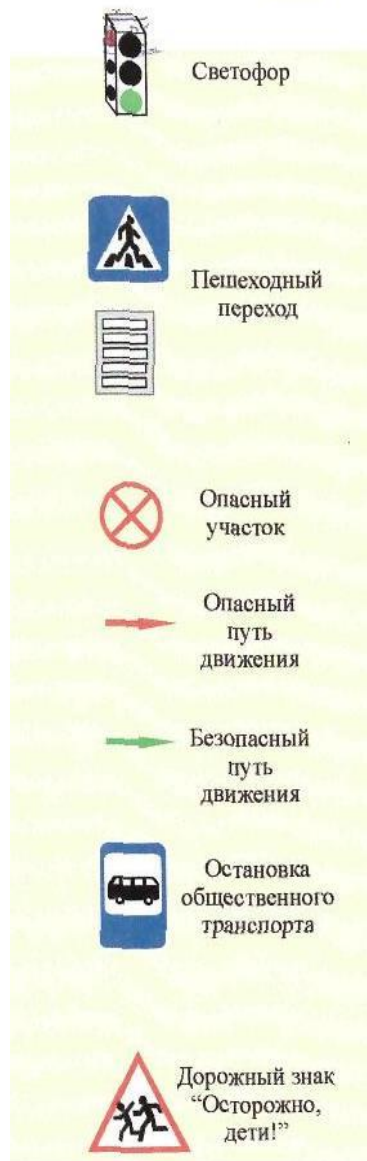 Светофор
Пешеходный
переход
Опасный
участок
Опасный
путь
движения
Безопасный
путь
движения
Остановка
общественного
транспорта
Дорожный знак
“Осторожно,
дети!”